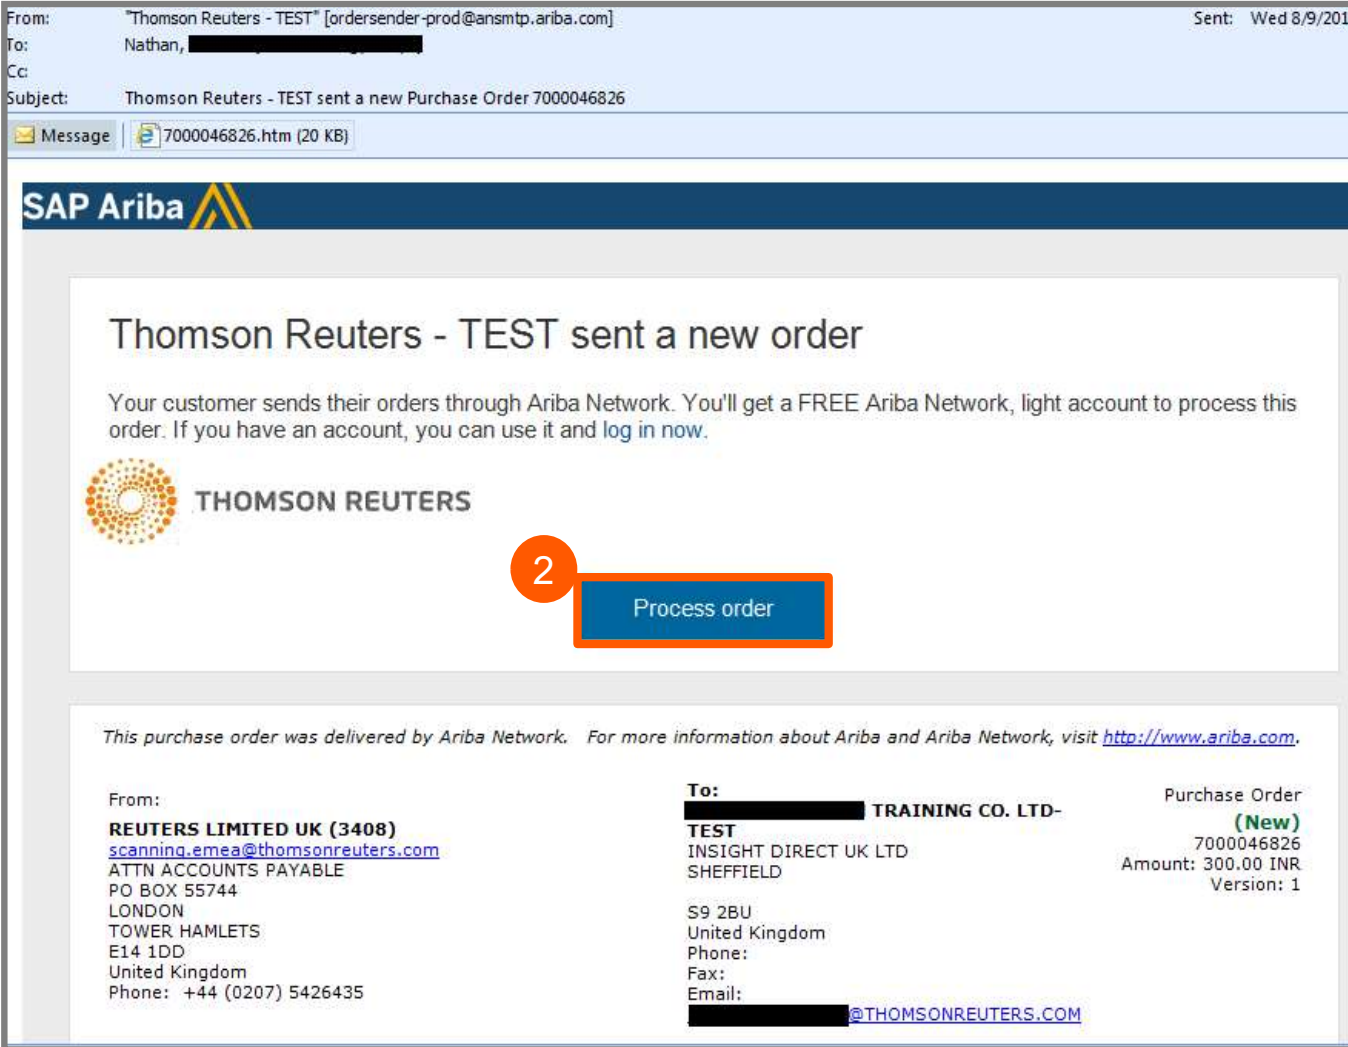 From: "Thomson Reuters - TEST" [ordersender-prod@ansmtp.ariba.com] Sent: Wed 8/9/201
To: Nathan,
Cc:
Subject: Thomson Reuters - TEST sent a new Purchase Order 7000046826
Message 7000046826.htm (20 KB)
SAP Ariba
Thomson Reuters - TEST sent a new order
Your customer sends their orders through Ariba Network. You'll get a FREE Ariba Network, light account to process this
order. If you have an account, you can use it and log in now.
THOMSON REUTERS
2
Process order
This purchase order was delivered by Ariba Network. For more information about Ariba and Ariba Network, visit http://www.ariba.com.
From:
REUTERS LIMITED UK (3408)
scanning.emea@thomsonreuters.com
ATTN ACCOUNTS PAYABLE
PO BOX 55744
LONDON
TOWER HAMLETS
E14 1DD
United Kingdom
Phone: +44 (0207) 5426435
To:
TRAINING CO. LTD-
TEST
INSIGHT DIRECT UK LTD
SHEFFIELD
S9 2BU
United Kingdom
Phone:
Fax:
Email:
@THOMSONREUTERS.COM
Purchase Order
(New)
7000046826
Amount: 300.00 INR
Version: 1